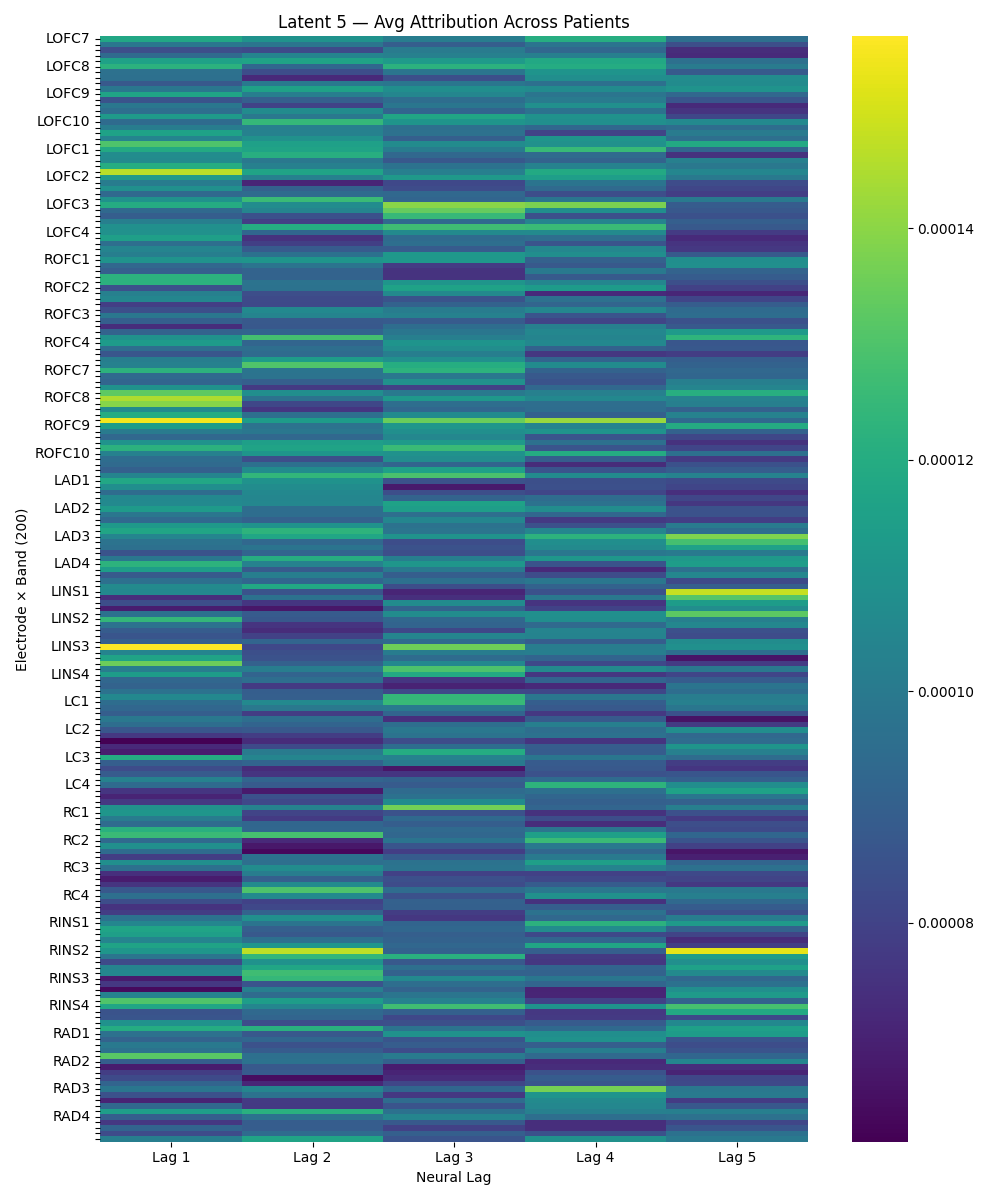 Latent 5 — Avg Attribution Across Patients
Electrode × Band (200)
LOFC7
LOFC8
LOFC9
LOFC10
LOFC1
LOFC2
LOFC3
LOFC4
ROFC1
ROFC2
ROFC3
ROFC4
ROFC7
ROFC8
ROFC9
ROFC10
LAD1
LAD2
LAD3
LAD4
LINS1
LINS2
LINS3
LINS4
LC1
LC2
LC3
LC4
RC1
RC2
RC3
RC4
RINS1
RINS2
RINS3
RINS4
RAD1
RAD2
RAD3
RAD4
Lag 1 Lag 2 Lag 3 Lag 4 Lag 5
Neural Lag
0.00014
0.00012
0.00010
0.00008